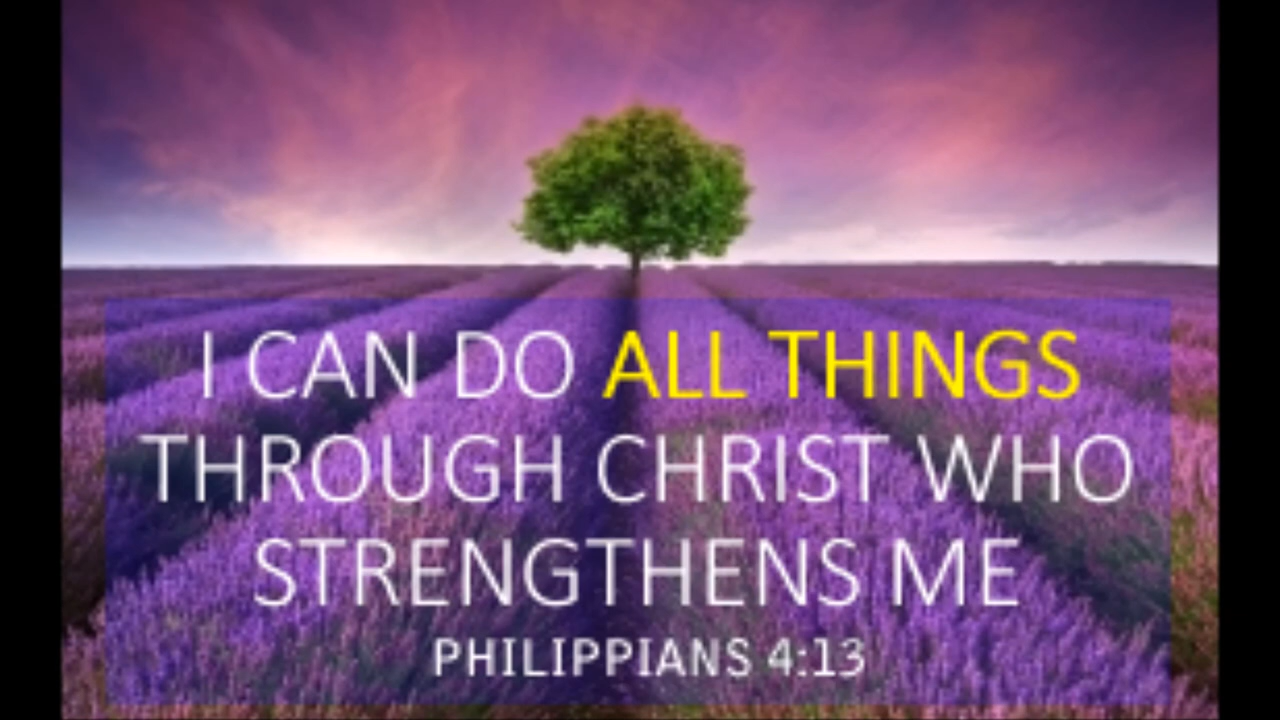 I CAN DO ALL THINGS
THROUGH CHRIST WHO
STRENGTHENS ME
PHILIPPIANS 4:13